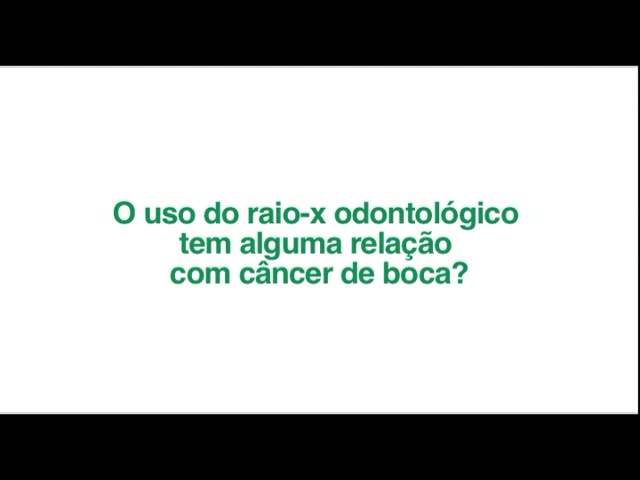 O uso do raio-x odontológico
tem alguma relação
com câncer de boca?